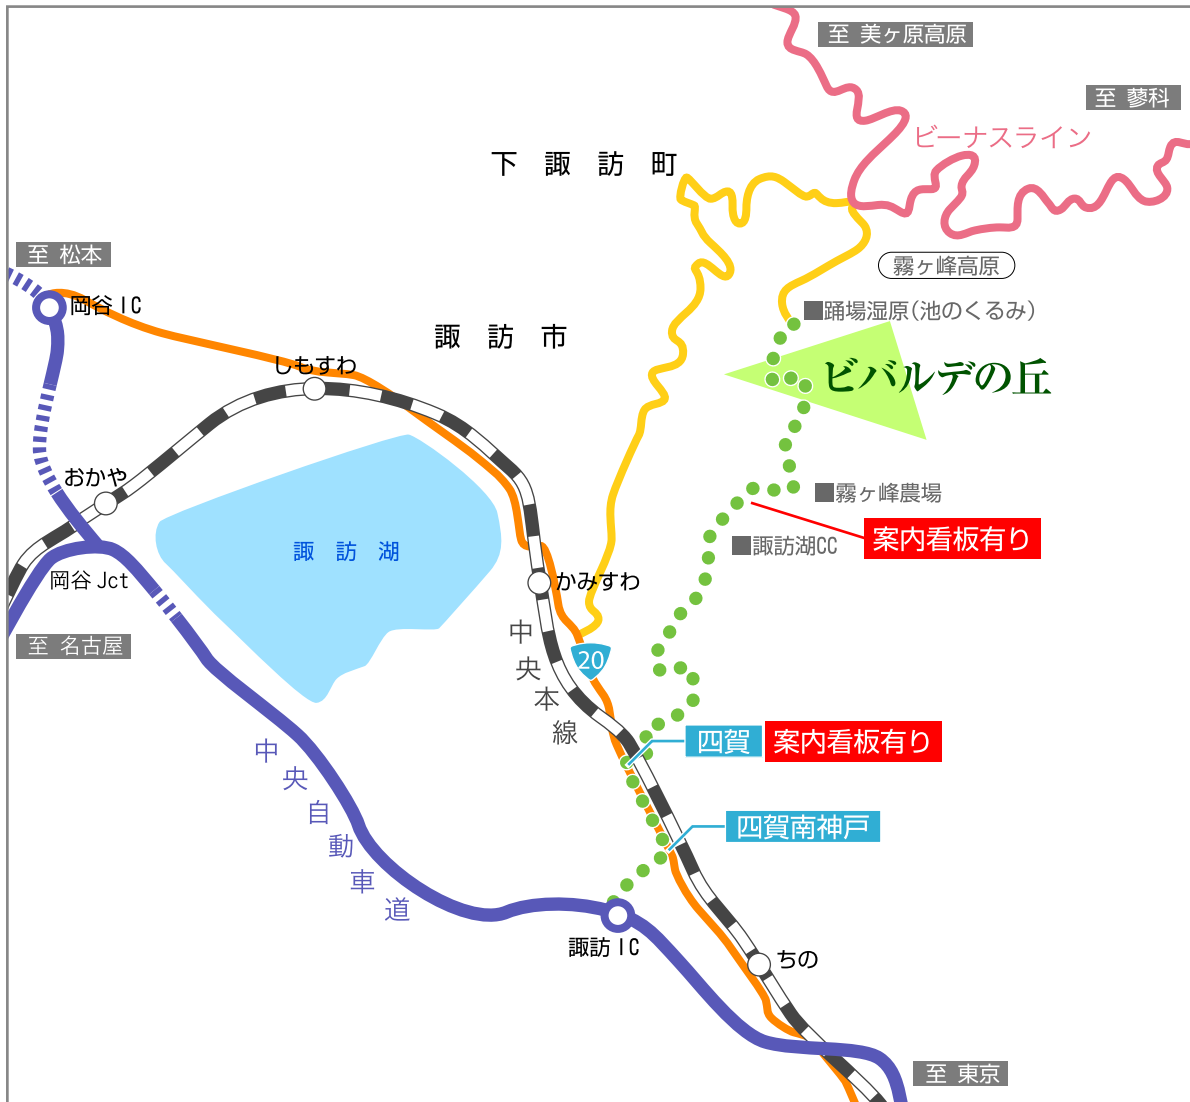 至 美ヶ原高原
至 蓼科
ビーナスライン
下 諏 訪 町
至 松本
霧ヶ峰高原
岡谷 IC
■踊場湿原(池のくるみ)
諏 訪 市
しもすわ
ビバルデの丘
おかや
■霧ヶ峰農場
案内看板有り
■諏訪湖CC
諏 訪 湖
岡谷 Jct
かみすわ
至 名古屋
中央本線
20
四賀
案内看板有り
中央自動車道
四賀南神戸
諏訪 IC
ちの
至 東京